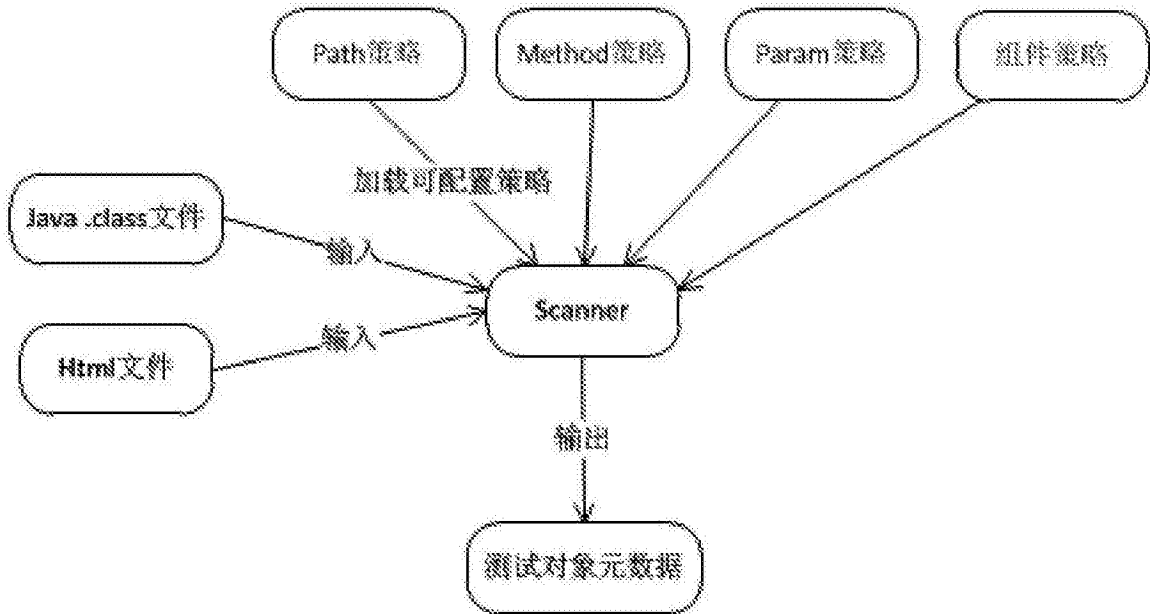 Path策略
Method策略
Param策略
组件策略
加载可配置策略
Java .class文件
输入
Scanner
输入
Html文件
输出
测试对象元数据